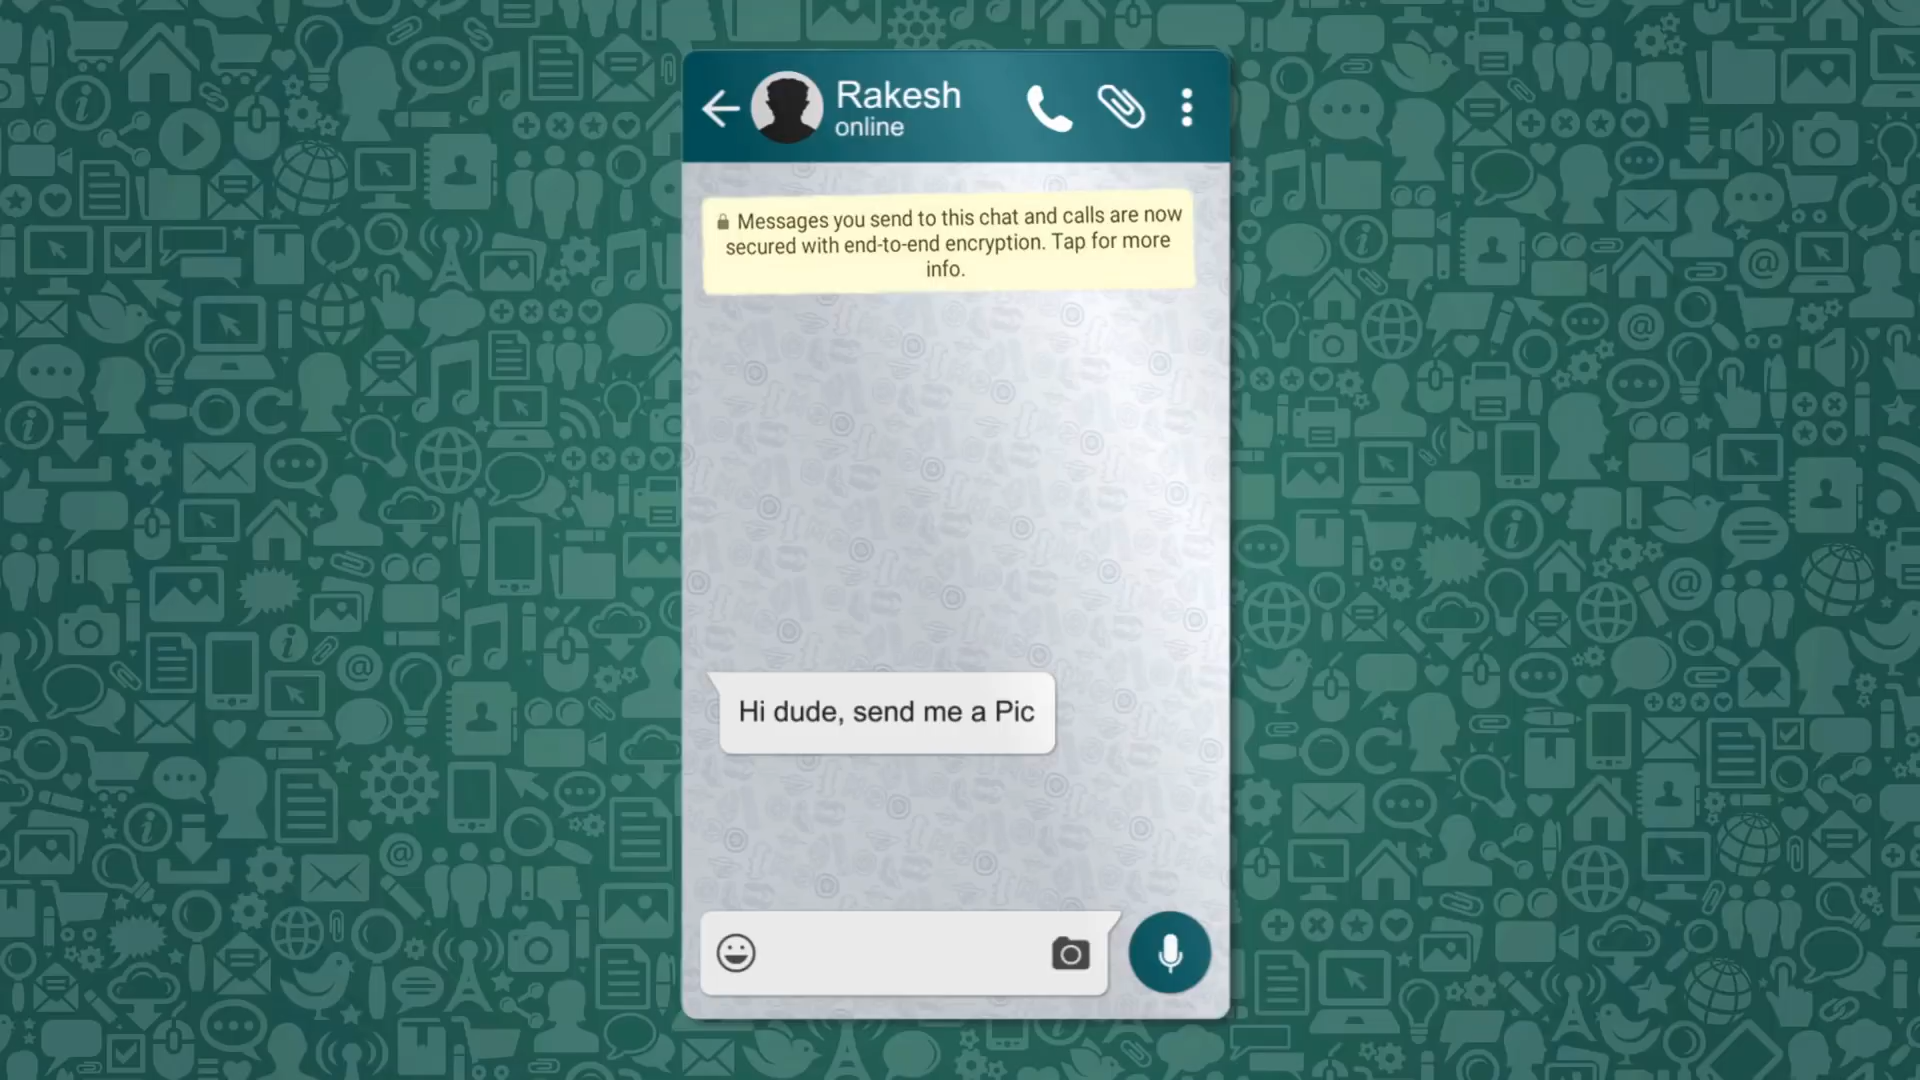 Rakesh
online
Messages you send to this chat and calls are now
secured with end-to-end encryption. Tap for more
info.
Hi dude, send me a Pic